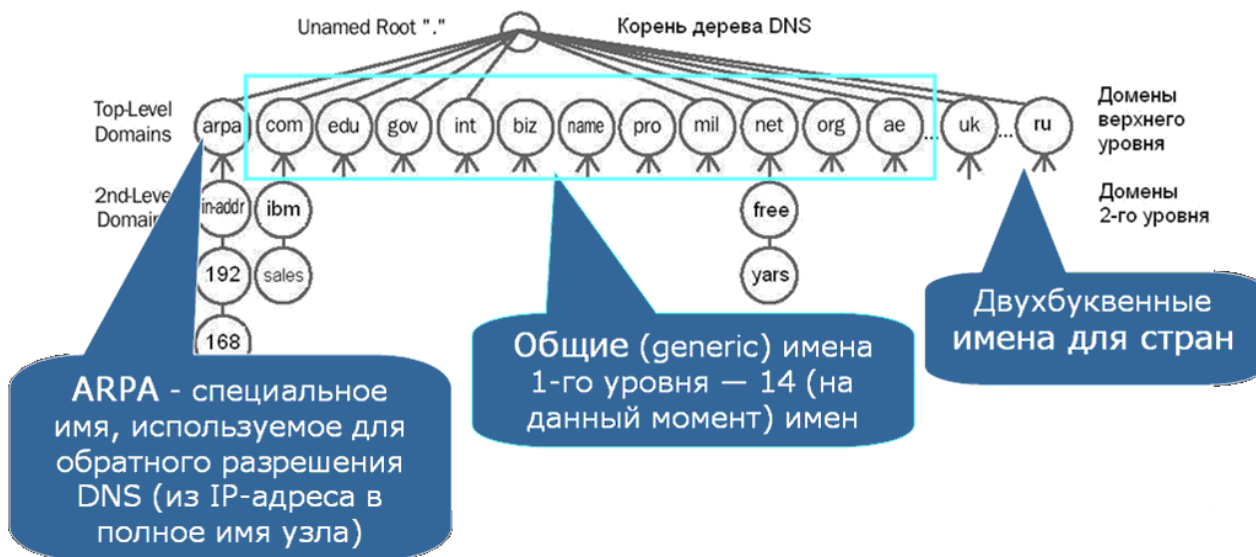 Unamed Root "."
Корень дерева DNS
Top-Level
Domains
arpa
com
edu
gov
int
biz
name
pro
mil
net
org
ae
...
uk
...
ru
Домены
верхнего
уровня
2nd-Level
Domains
in-addr
ibm
free
Домены
2-го уровня
192
sales
yars
168
ARPA - специальное
имя, используемое для
обратного разрешения
DNS (из IP-адреса в
полное имя узла)
Общие (generic) имена
1-го уровня — 14 (на
данный момент) имен
Двухбуквенные
имена для стран